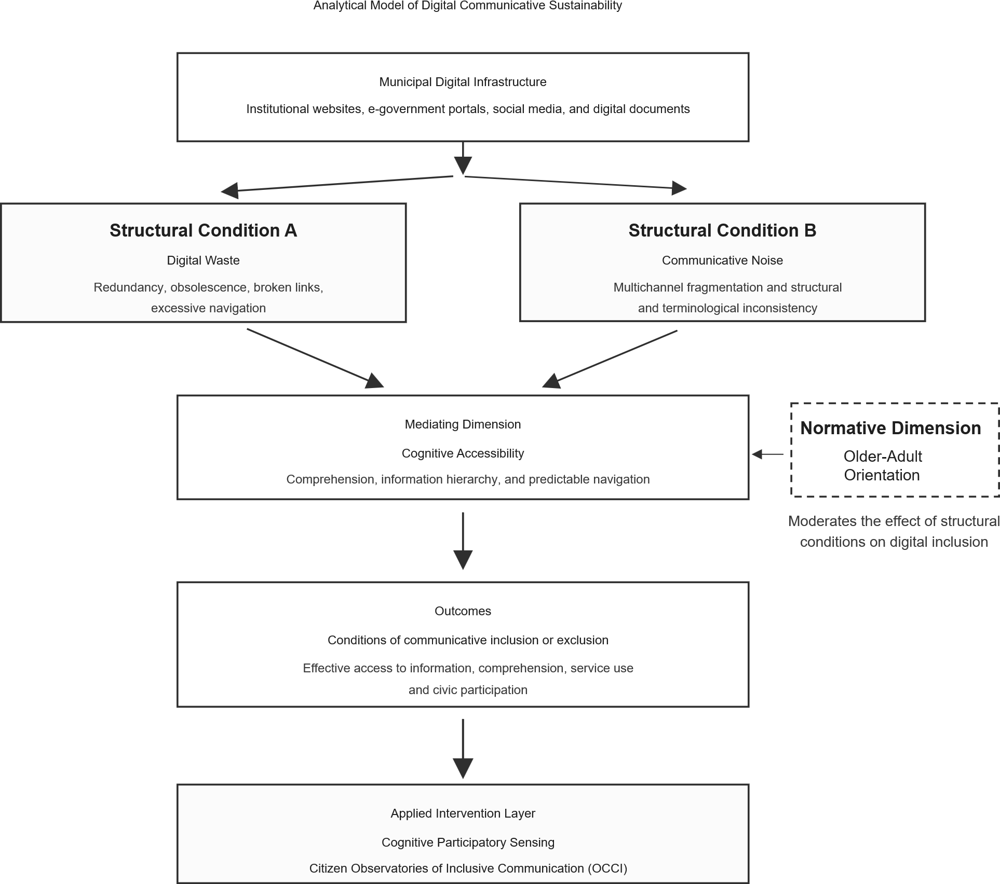 Analytical Model of Digital Communicative Sustainability
Municipal Digital Infrastructure
Institutional websites, e-government portals, social media, and digital documents
Structural Condition A
Digital Waste
Redundancy, obsolescence, broken links,
excessive navigation
Structural Condition B
Communicative Noise
Multichannel fragmentation and structural
and terminological inconsistency
Mediating Dimension
Cognitive Accessibility
Comprehension, information hierarchy, and predictable navigation
Normative Dimension
Older-Adult
Orientation
Moderates the effect of structural
conditions on digital inclusion
Outcomes
Conditions of communicative inclusion or exclusion
Effective access to information, comprehension, service use
and civic participation
Applied Intervention Layer
Cognitive Participatory Sensing
Citizen Observatories of Inclusive Communication (OCCI)